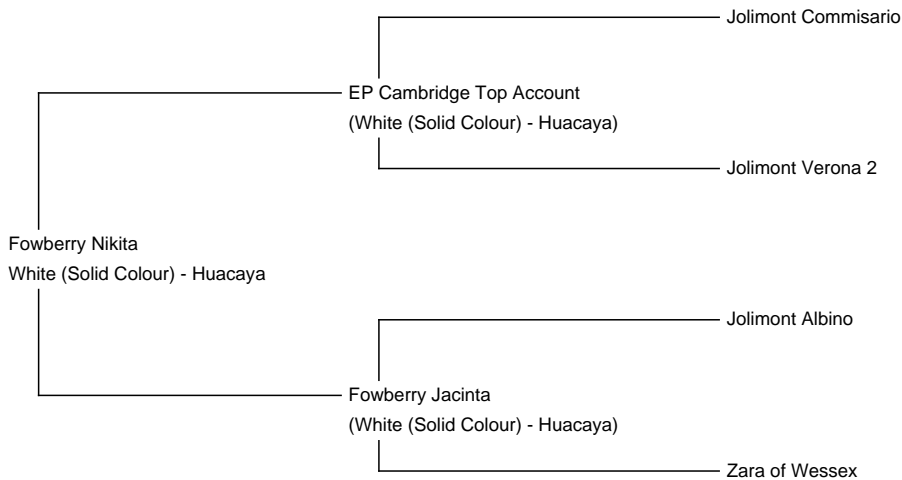 Jolimont Commisario
EP Cambridge Top Account
(White (Solid Colour) - Huacaya)
Jolimont Verona 2
Fowberry Nikita
White (Solid Colour) - Huacaya
Jolimont Albino
Fowberry Jacinta
(White (Solid Colour) - Huacaya)
Zara of Wessex